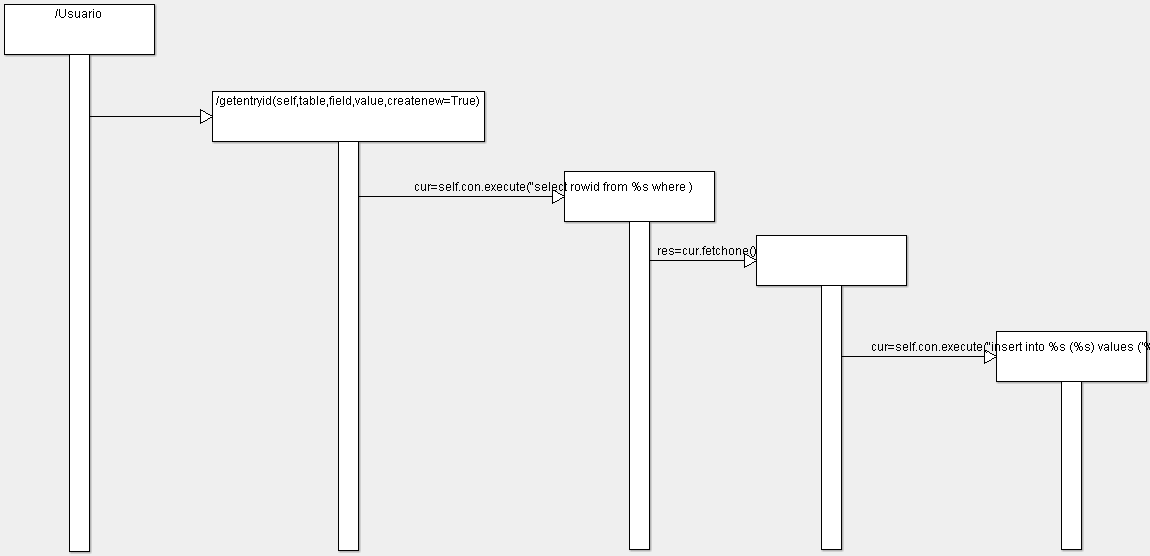 /Usuario
/getentryid(self,table,field,value,createnew=True)
cur=self.con.execute("select rowid from %s where )
res=cur.fetchone()
cur=self.con.execute("insert into %s (%s) values ('%